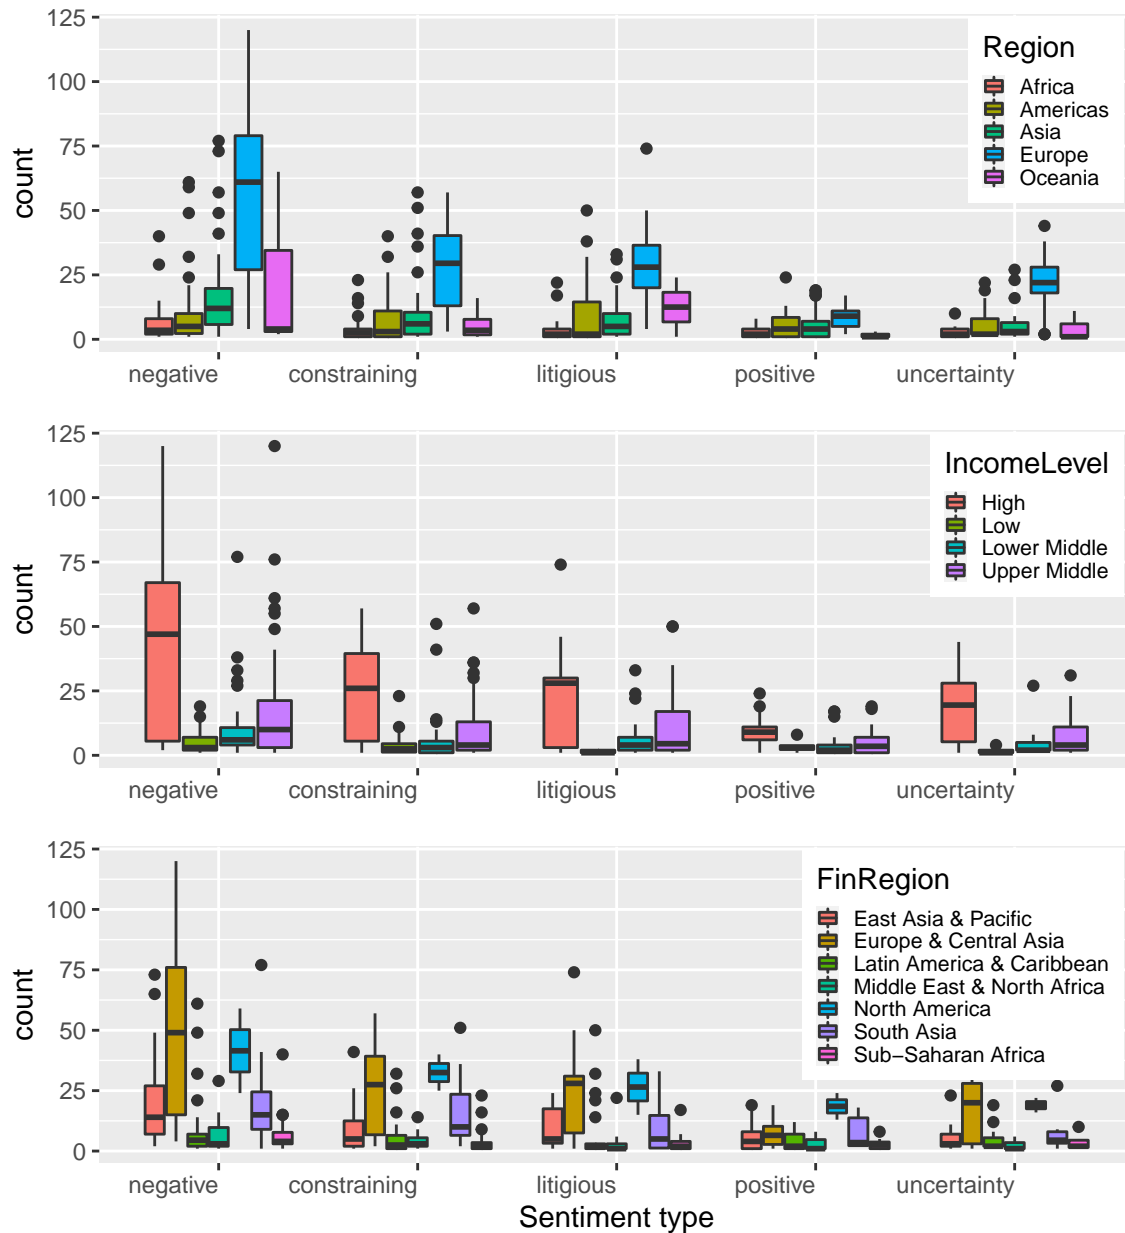 125
100
75
50
25
0
count
negative constraining litigious positive uncertainty
Region
Africa
Americas
Asia
Europe
Oceania
125
100
75
50
25
0
count
negative constraining litigious positive uncertainty
IncomeLevel
High
Low
Lower Middle
Upper Middle
125
100
75
50
25
0
count
negative constraining litigious positive uncertainty
FinRegion
East Asia & Pacific
Europe & Central Asia
Latin America & Caribbean
Middle East & North Africa
North America
South Asia
Sub−Saharan Africa
Sentiment type